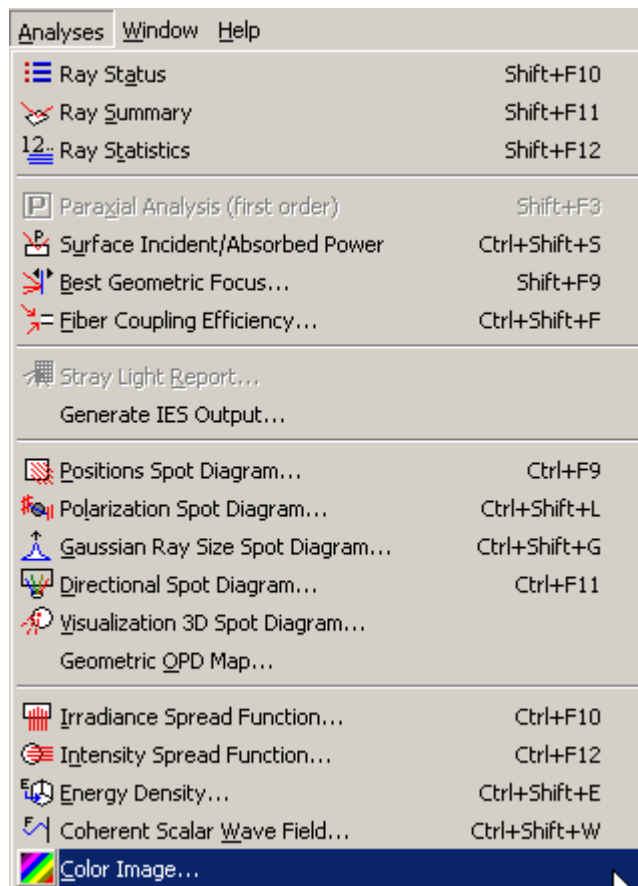 Analyses Window Help
Ray Status Shift+F10
Ray Summary Shift+F11
12 Ray Statistics Shift+F12
P Paraxial Analysis (first order) Shift+F3
P Surface Incident/Absorbed Power Ctrl+Shift+S
Best Geometric Focus... Shift+F9
Fiber Coupling Efficiency... Ctrl+Shift+F
Stray Light Report...
Generate IES Output...
Positions Spot Diagram... Ctrl+F9
Polarization Spot Diagram... Ctrl+Shift+L
Gaussian Ray Size Spot Diagram... Ctrl+Shift+G
Directional Spot Diagram... Ctrl+F11
Visualization 3D Spot Diagram...
Geometric OPD Map...
Irradiance Spread Function... Ctrl+F10
Intensity Spread Function... Ctrl+F12
E Energy Density... Ctrl+Shift+E
F Coherent Scalar Wave Field... Ctrl+Shift+W
Color Image...